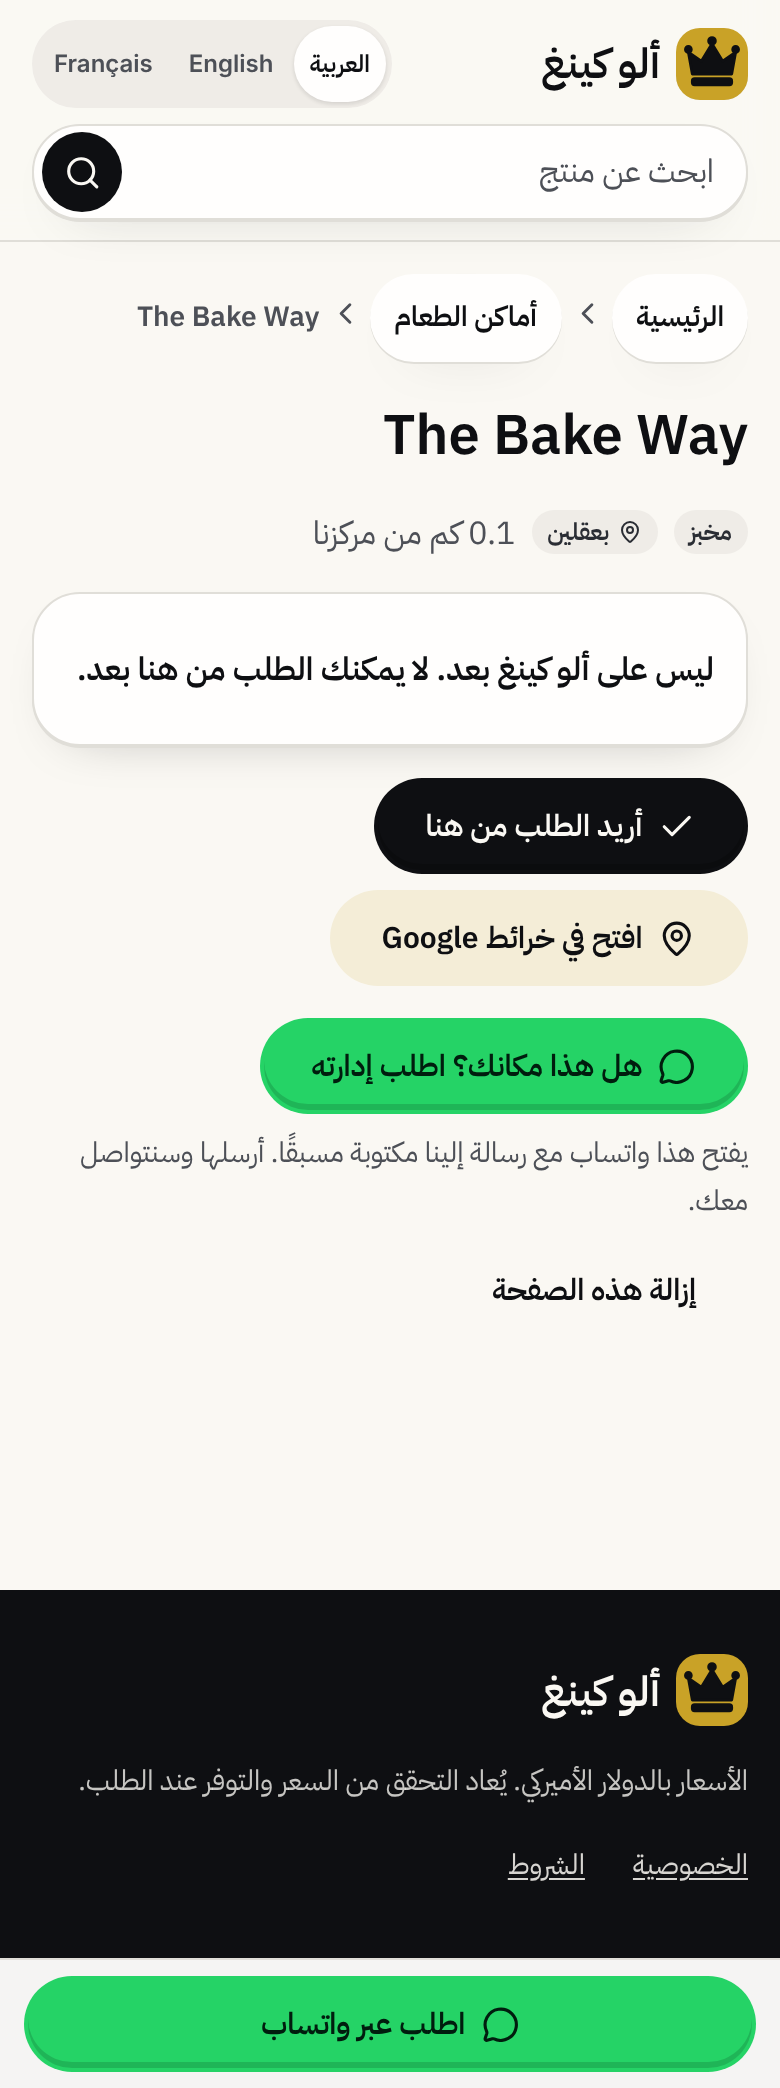 ألو كينغ
العربية English Français
ابحث عن منتج
الرئيسية أماكن الطعام The Bake Way
The Bake Way
مخبز بعقلين 0.1 كم من مركزنا
ليس على ألو كينغ بعد. لا يمكنك الطلب من هنا بعد.
أريد الطلب من هنا
افتح في خرائط Google
هل هذا مكانك؟ اطلب إدارته
يفتح هذا واتساب مع رسالة إلينا مكتوبة مسبقًا. أرسلها وسنتواصل
معك.
إزالة هذه الصفحة
ألو كينغ
الأسعار بالدولار الأميركي. يُعاد التحقق من السعر والتوفر عند الطلب.
الخصوصية الشروط
اطلب عبر واتساب